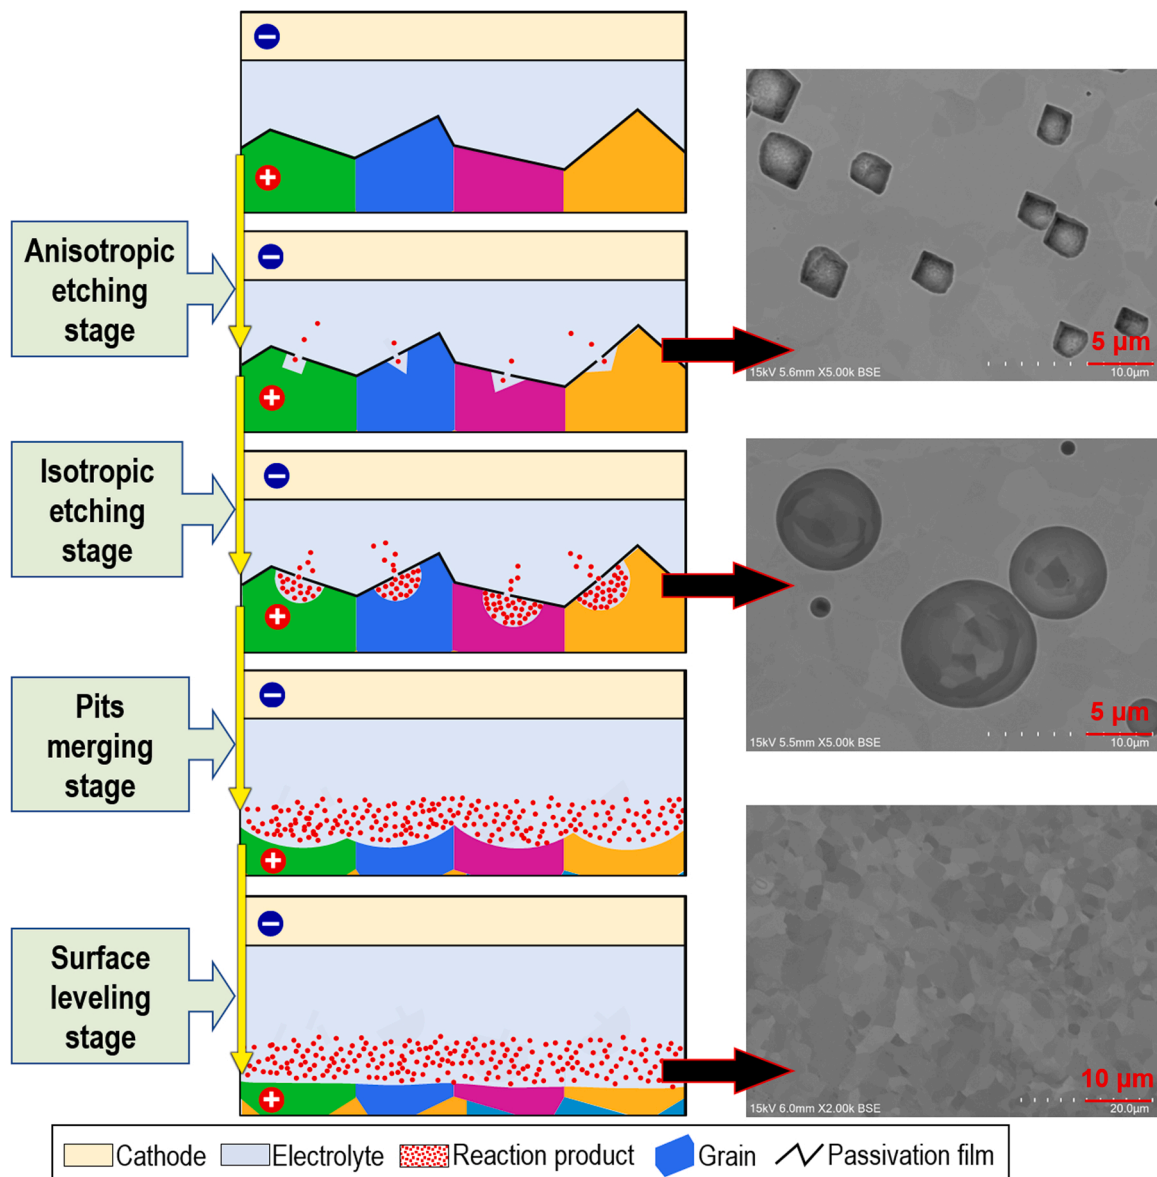 Anisotropic
etching
stage
Isotropic
etching
stage
Pits
merging
stage
Surface
leveling
stage
5 µm
15kV 5.6mm X5.00k BSE
10.0µm
5 µm
15kV 5.5mm X5.00k BSE
10.0µm
10 µm
15kV 6.0mm X2.00k BSE
20.0µm
Cathode Electrolyte Reaction product Grain Passivation film